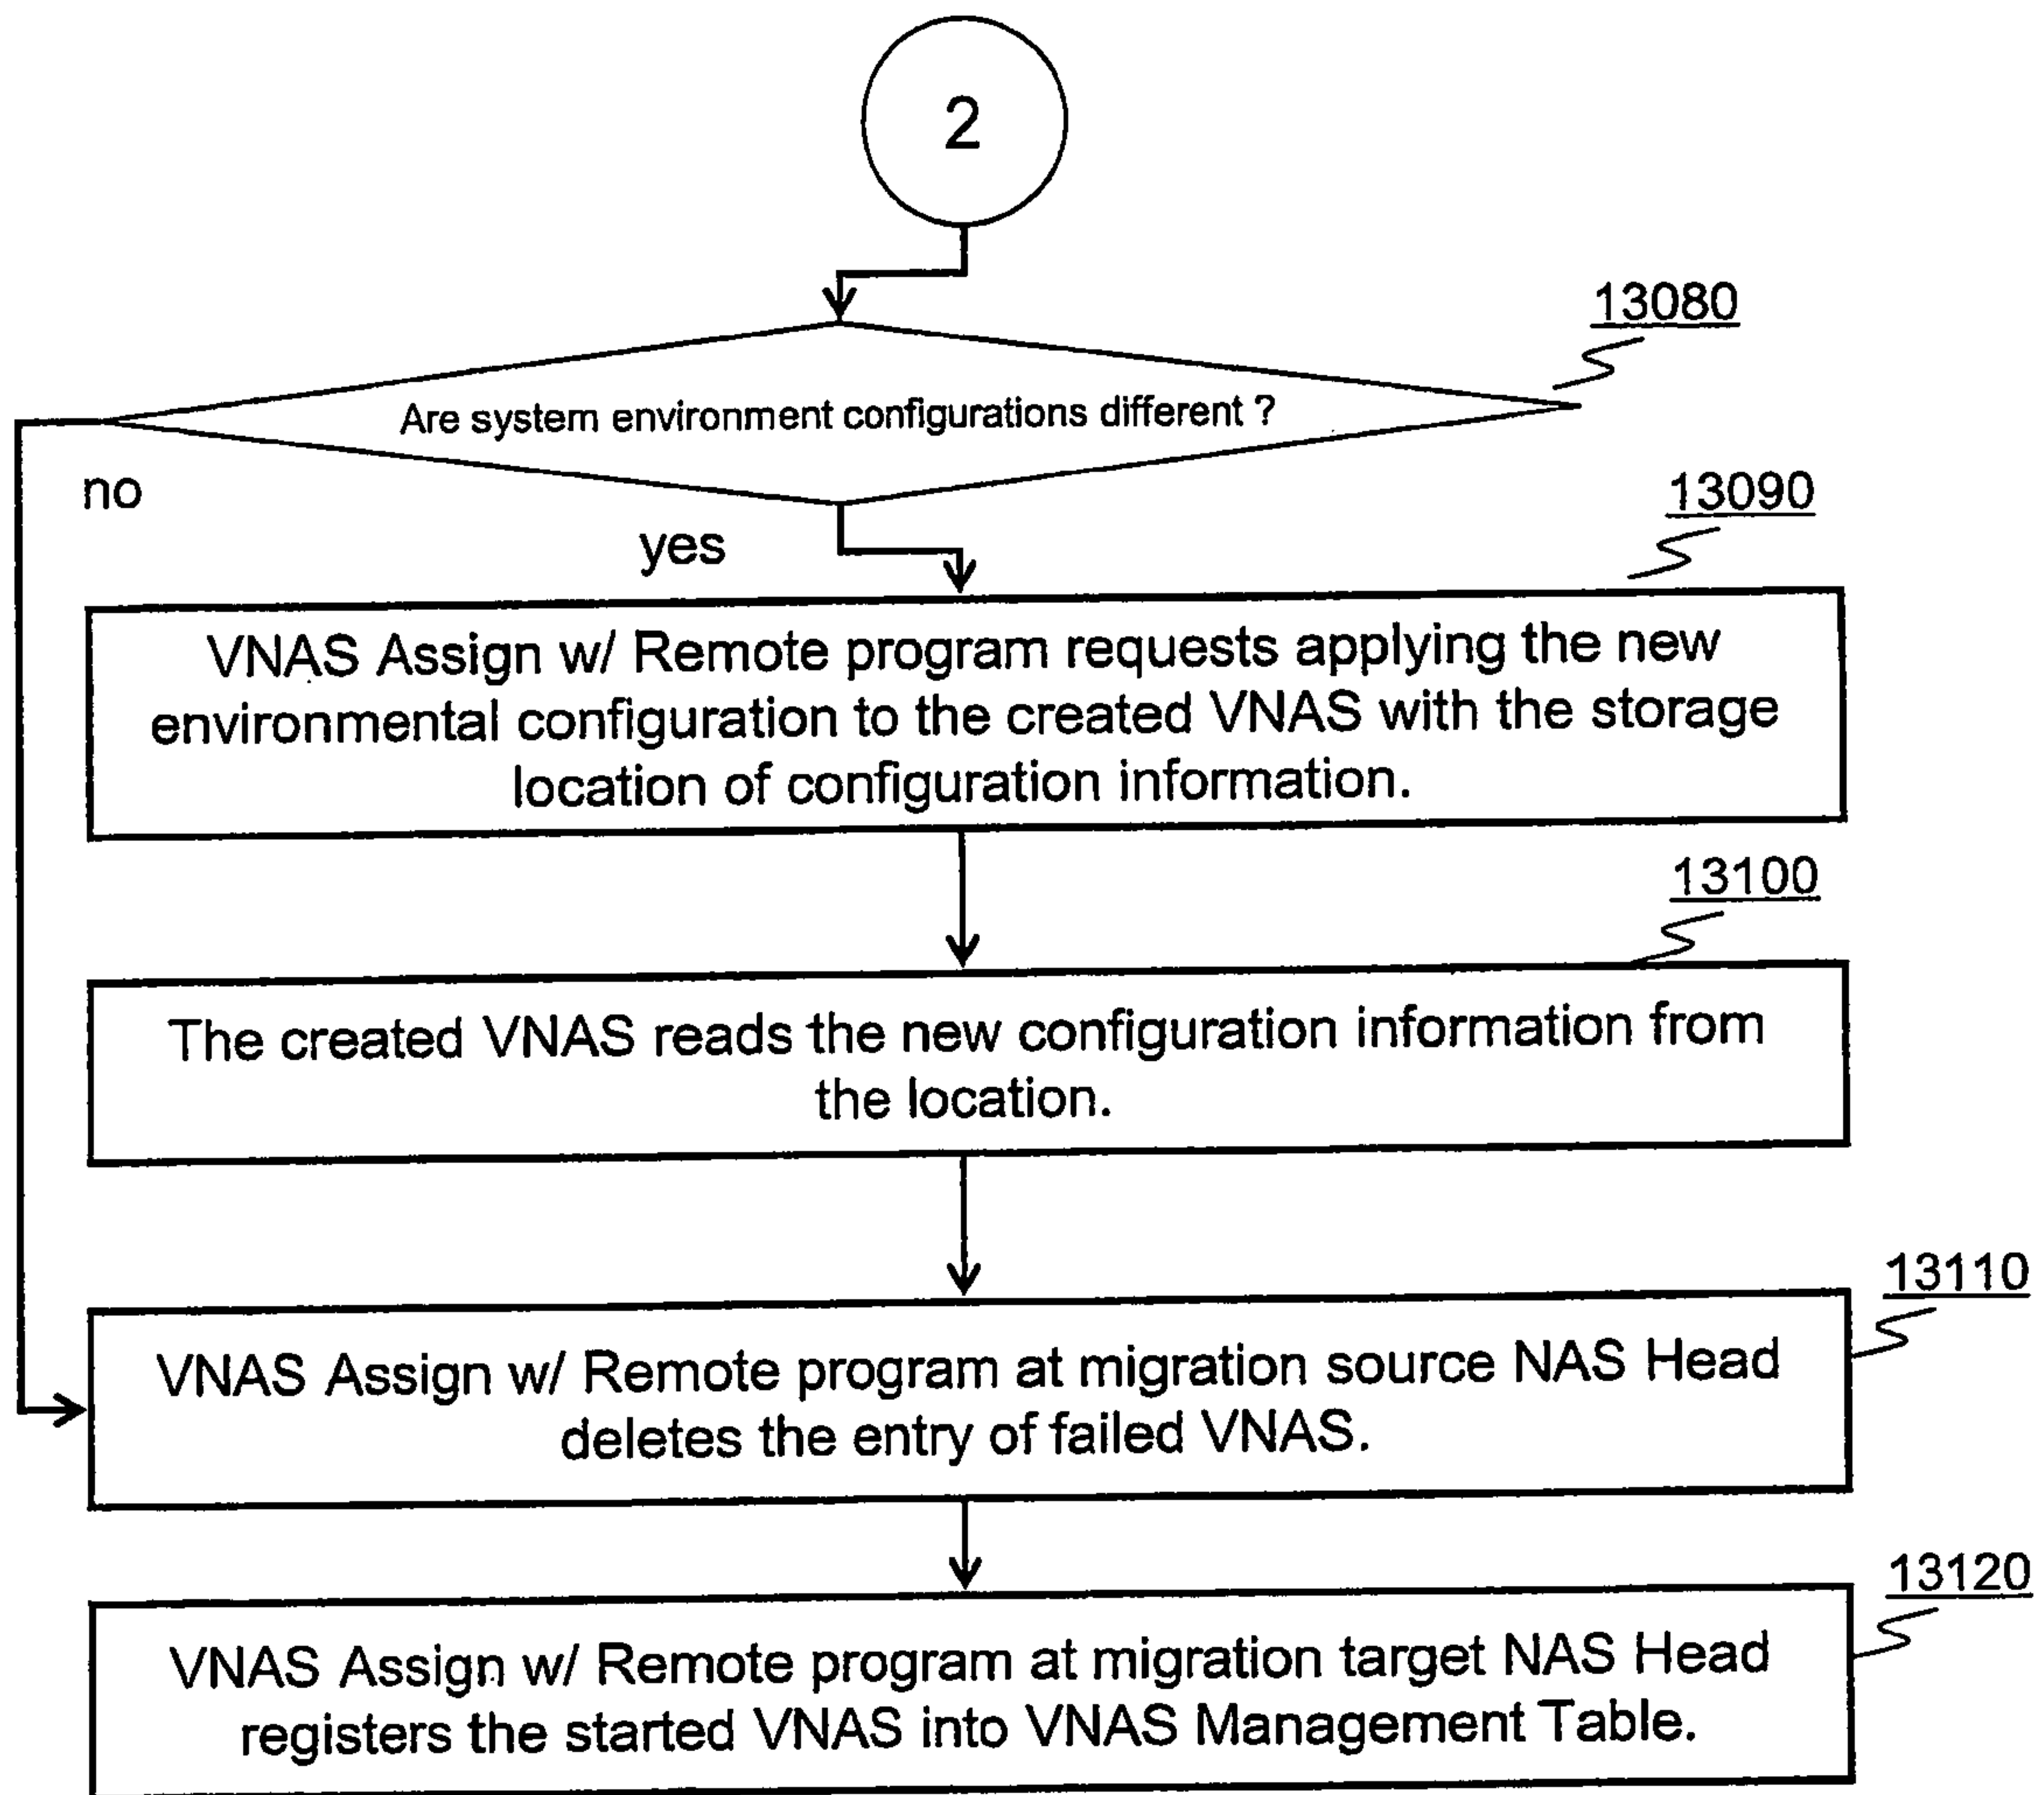 2
13080
Are system environment configurations different ?
no
13090
yes
VNAS Assign w/ Remote program requests applying the new
environmental configuration to the created VNAS with the storage
location of configuration information.
13100
The created VNAS reads the new configuration information from
the location.
13110
VNAS Assign w/ Remote program at migration source NAS Head
deletes the entry of failed VNAS.
13120
VNAS Assign w/ Remote program at migration target NAS Head
registers the started VNAS into VNAS Management Table.